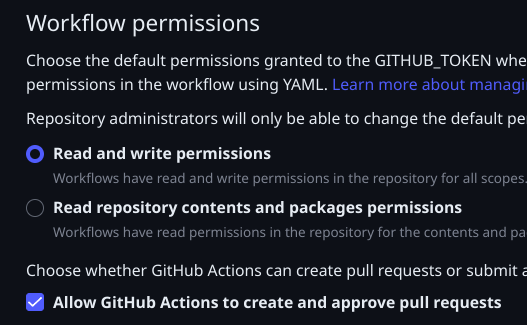 Workflow permissions
Choose the default permissions granted to the GITHUB_TOKEN
permissions in the workflow using YAML. Learn more about
Repository administrators will only be able to change the default
Read and write permissions
Workflows have read and write permissions in the repository for all scopes.
Read repository contents and packages permissions
Workflows have read permissions in the repository for the contents and
Choose whether GitHub Actions can create pull requests or submit
Allow GitHub Actions to create and approve pull requests